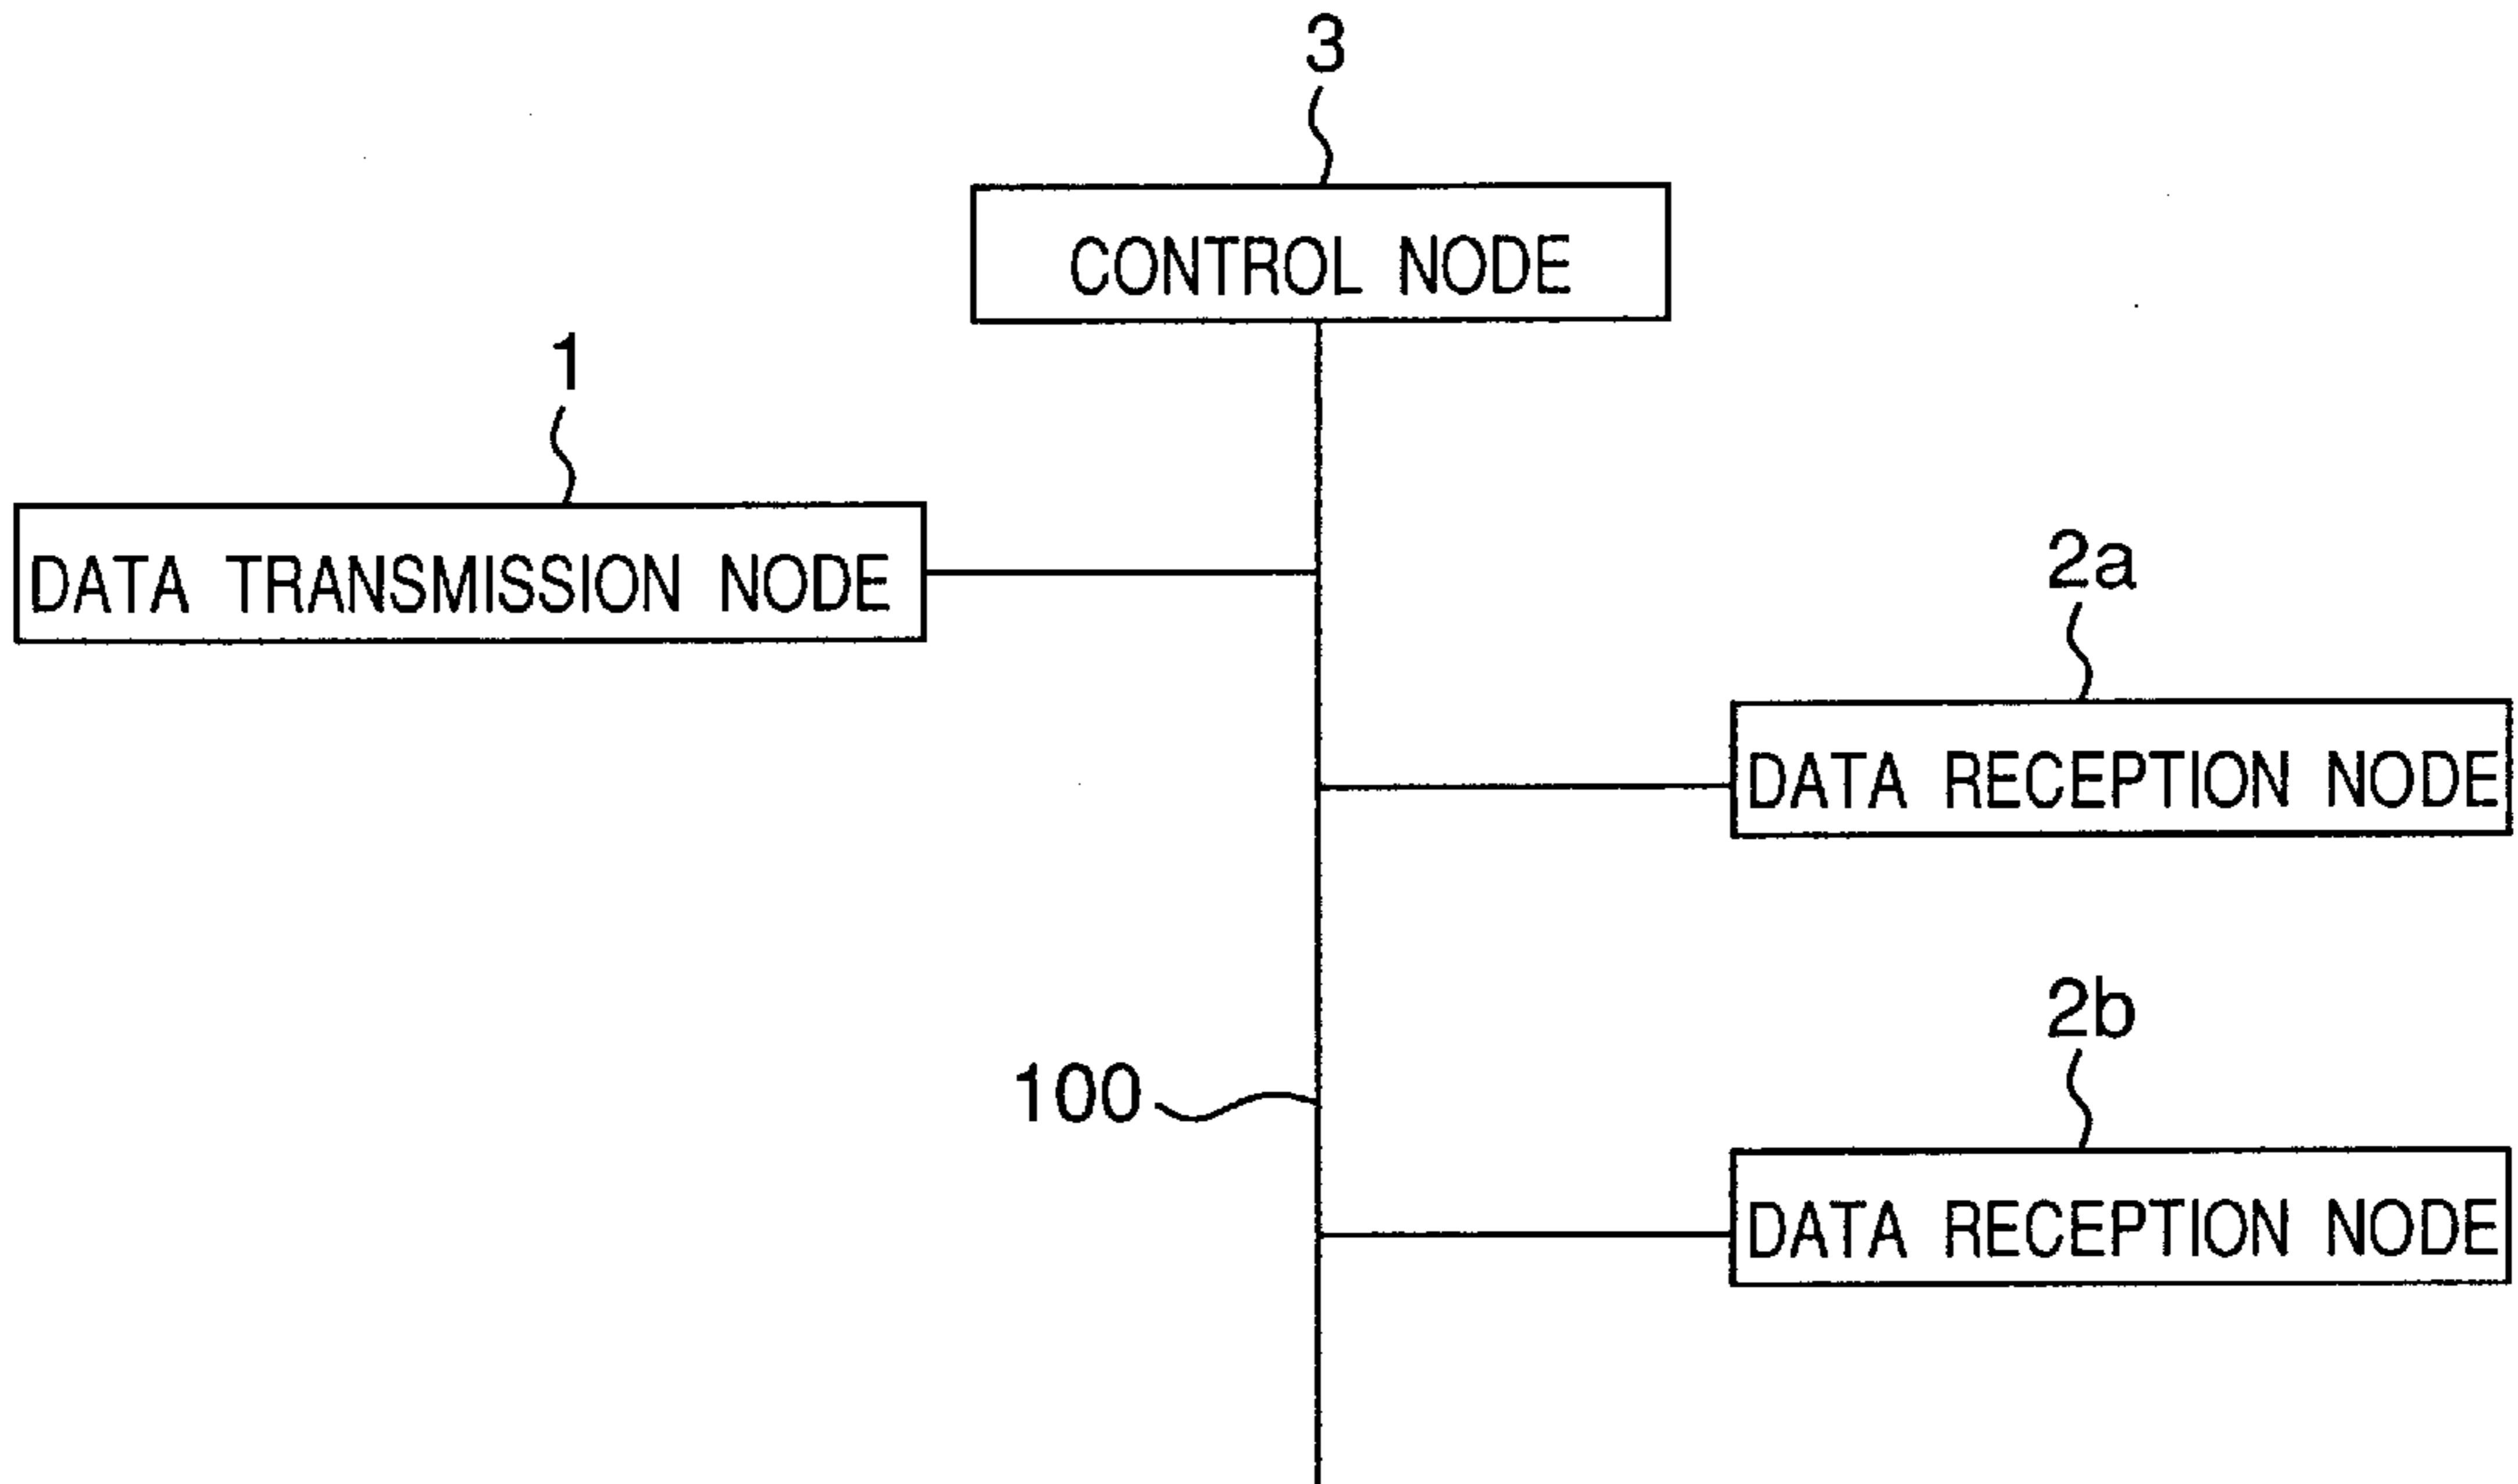 3
CONTROL NODE
1
DATA TRANSMISSION NODE
2a
DATA RECEPTION NODE
2b
100
DATA RECEPTION NODE